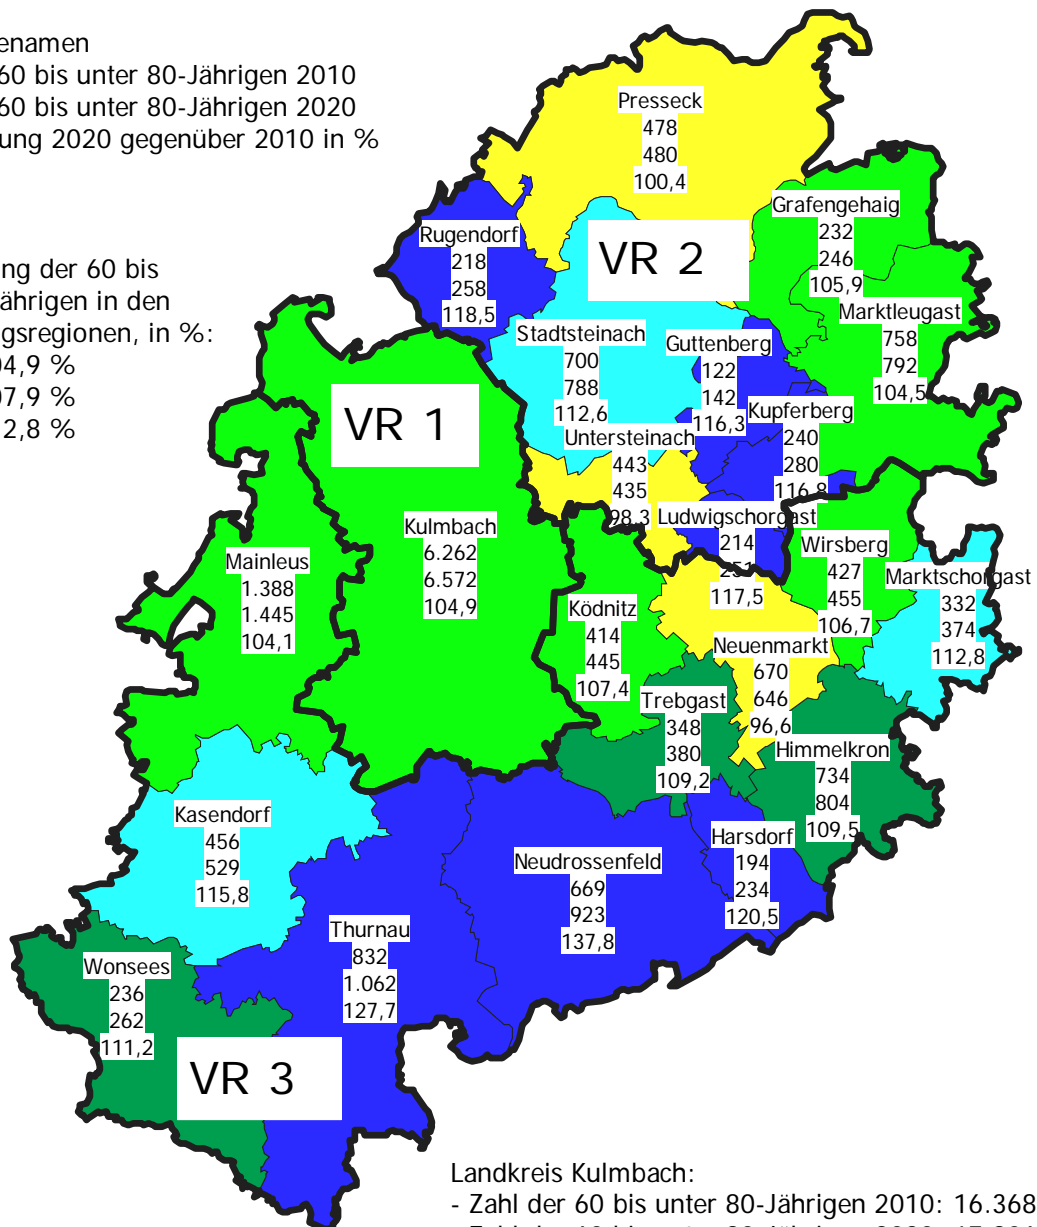 enamen
60 bis unter 80-Jährigen 2010
60 bis unter 80-Jährigen 2020
ung 2020 gegenüber 2010 in %
ng der 60 bis
ährigen in den
gsregionen, in %:
04,9 %
07,9 %
2,8 %
Presseck
478
480
100,4
Grafengehaig
232
246
105,9
Rugendorf
218
258
118,5
VR 2
Marktleugast
758
792
104,5
Stadtsteinach
700
788
112,6
Guttenberg
122
142
116,3
VR 1
Kupferberg
240
280
116,8
Untersteinach
443
435
98,3
Ludwigschorgast
214
251
117,5
Kulmbach
6.262
6.572
104,9
Wirsberg
427
455
106,7
Mainleus
1.388
1.445
104,1
Marktschorgast
332
374
112,8
Ködnitz
414
445
107,4
Neuenmarkt
670
646
96,6
Trebgast
348
380
109,2
Himmelkron
734
804
109,5
Kasendorf
456
529
115,8
Harsdorf
194
234
120,5
Neudrossenfeld
669
923
137,8
Thurnau
832
1.062
127,7
Wonsees
236
262
111,2
VR 3
Landkreis Kulmbach:
- Zahl der 60 bis unter 80-Jährigen 2010: 16.368